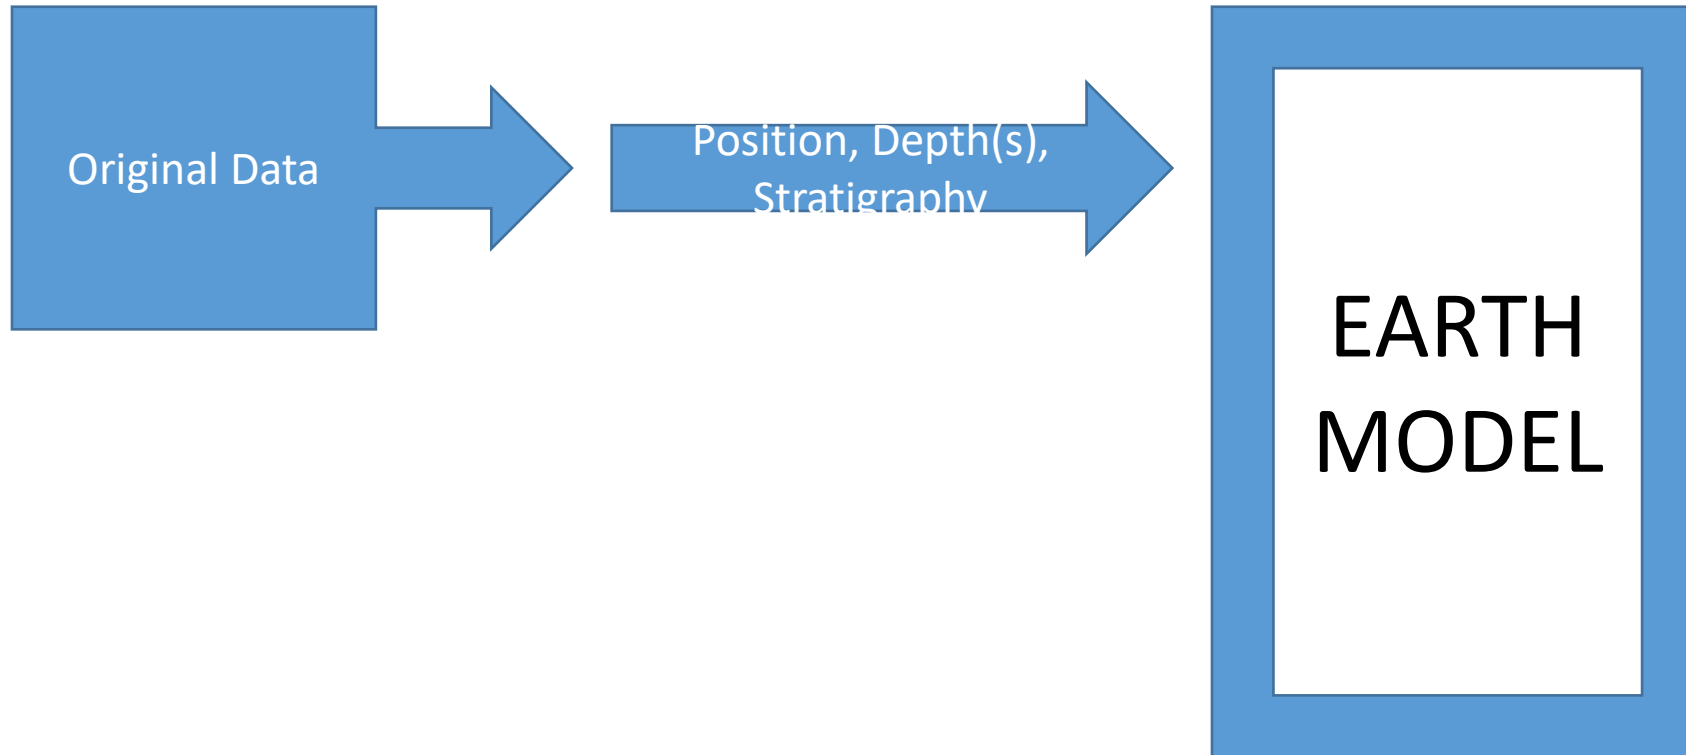 Original Data
Position, Depth(s),
Stratigraphy
EARTH
MODEL